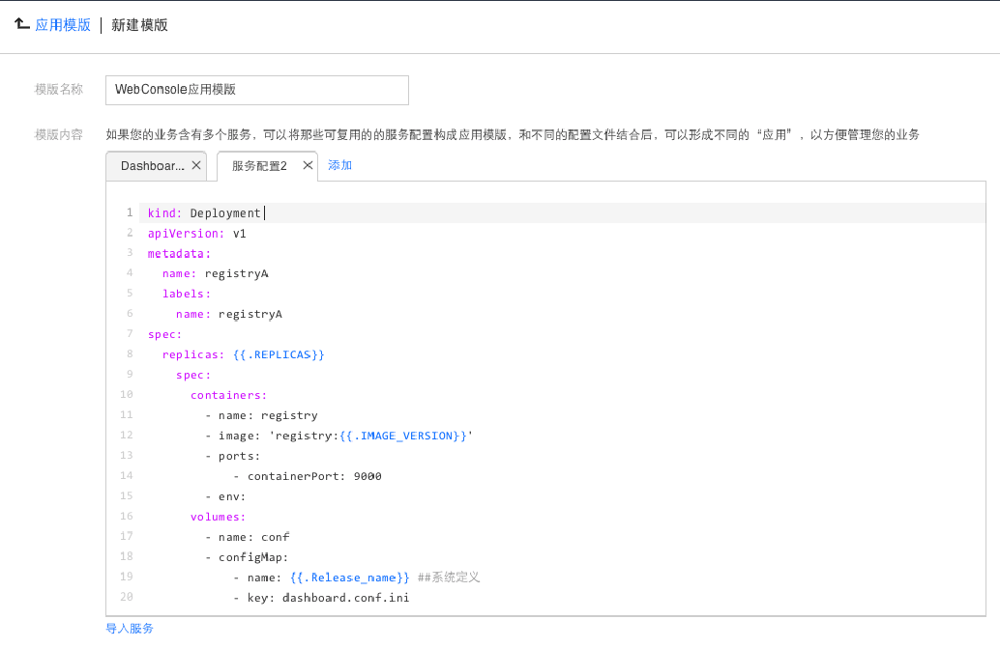 应用模版 | 新建模版
模版名称 WebConsole应用模版
模版内容 如果您的业务含有多个服务，可以将那些可复用的的服务配置构成应用模版，和不同的配置文件结合后，可以形成不同的“应用”，以方便管理您的业务
Dashboar... 服务配置2 添加
1 kind: Deployment
2 apiVersion: v1
3 metadata:
4 name: registryA
5 labels:
6 name: registryA
7 spec:
8 replicas: {{.REPLICAS}}
9 spec:
10 containers:
11 - name: registry
12 - image: 'registry:{{.IMAGE_VERSION}}'
13 - ports:
14 - containerPort: 9000
15 - env:
16 volumes:
17 - name: conf
18 - configMap:
19 - name: {{.Release_name}} ##系统定义
20 - key: dashboard.conf.ini
导入服务